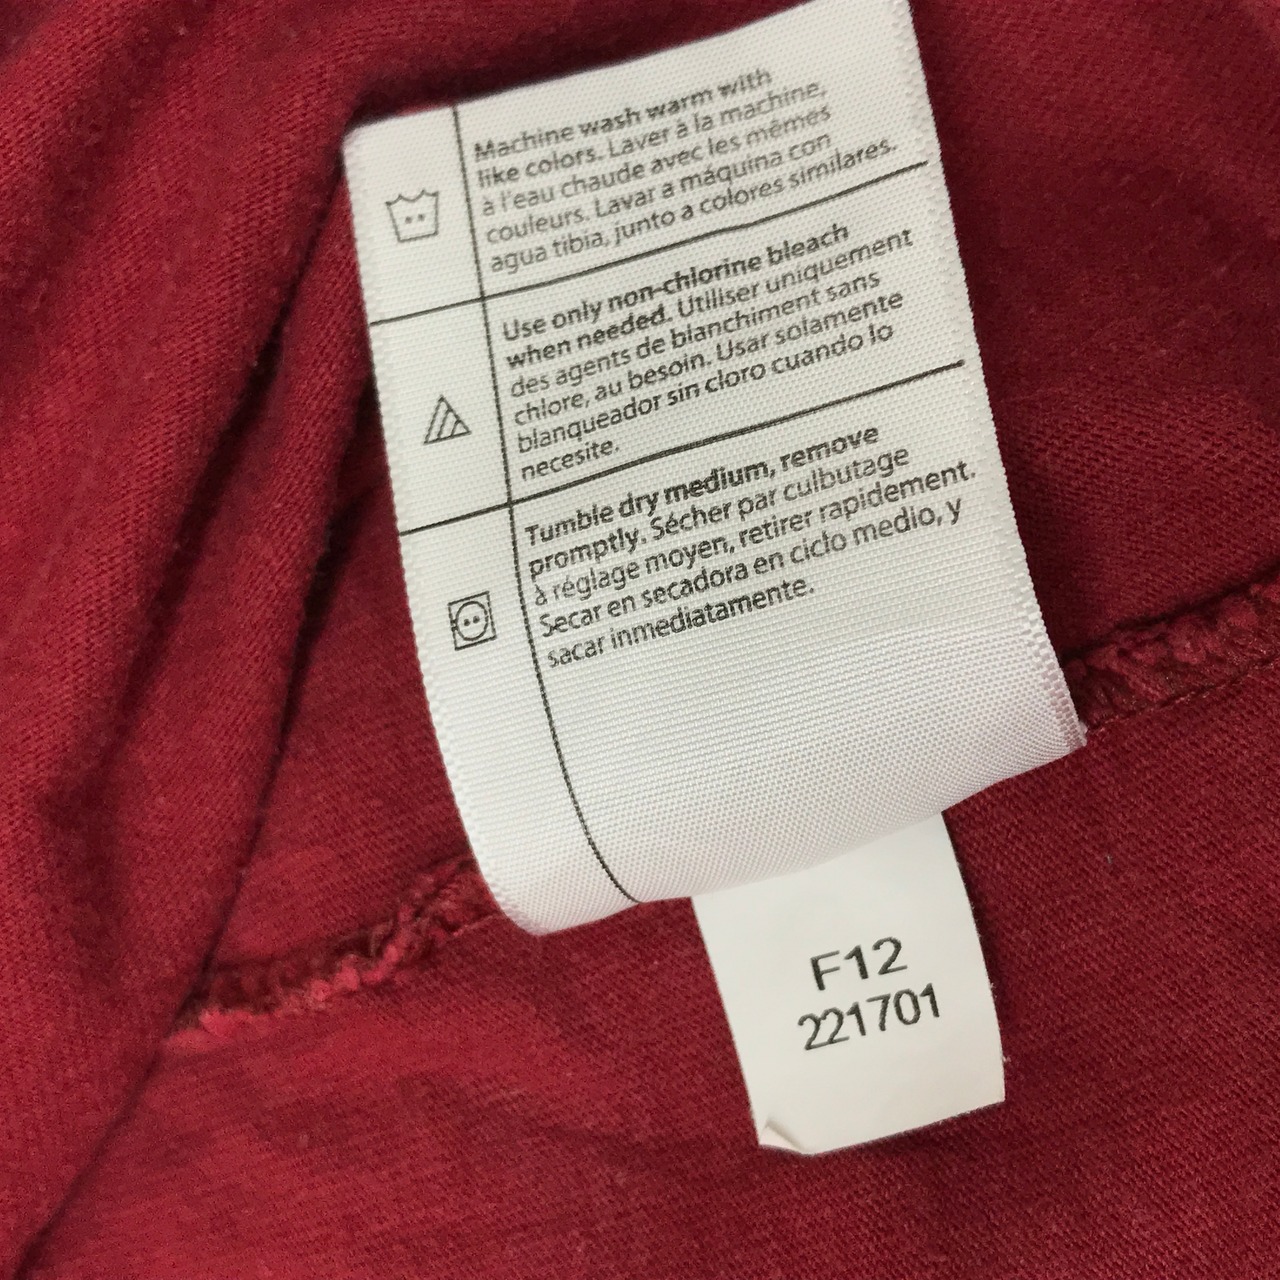 Machine wash warm with
like colors. Laver à la machine,
à l'eau chaude avec les mêmes
couleurs. Lavar a máquina con
agua tibia, junto a colores similares.
Use only non-chlorine bleach
when needed. Utiliser uniquement
des agents de blanchiment sans
chlore, au besoin. Usar solamente
blanqueador sin cloro cuando lo
necesite.
Tumble dry medium, remove
promptly. Sécher par culbutage
à réglage moyen, retirer rapidement.
Secar en secadora en ciclo medio, y
sacar inmediatamente.
F12
221701